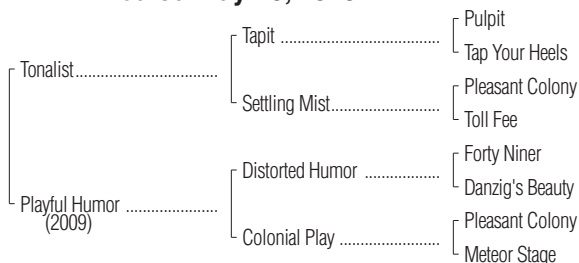 Pulpit
Tapit
Tap Your Heels
Tonalist
Pleasant Colony
Settling Mist
Toll Fee
Forty Niner
Distorted Humor
Danzig's Beauty
Playful Humor
(2009)
Pleasant Colony
Colonial Play
Meteor Stage